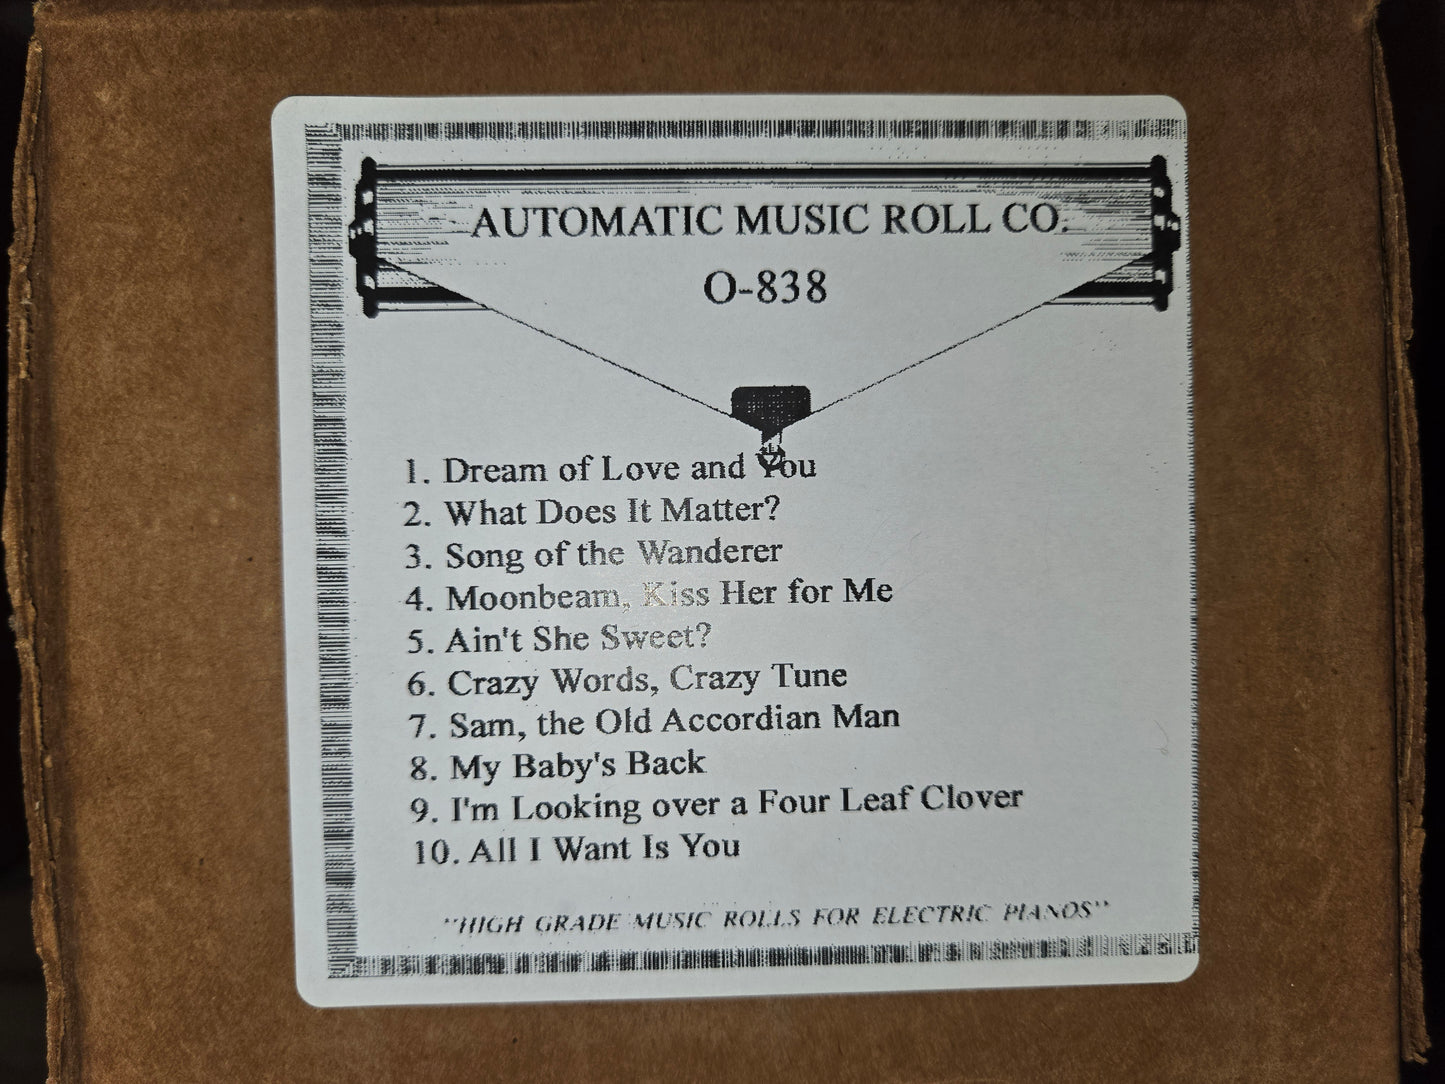 AUTOMATIC MUSIC ROLL CO.
O-838
1. Dream of Love and You
2. What Does It Matter?
3. Song of the Wanderer
4. Moonbeam, Kiss Her for Me
5. Ain't She Sweet?
6. Crazy Words, Crazy Tune
7. Sam, the Old Accordian Man
8. My Baby's Back
9. I'm Looking over a Four Leaf Clover
10. All I Want Is You
"HIGH GRADE MUSIC ROLLS FOR ELECTRIC PIANOS"